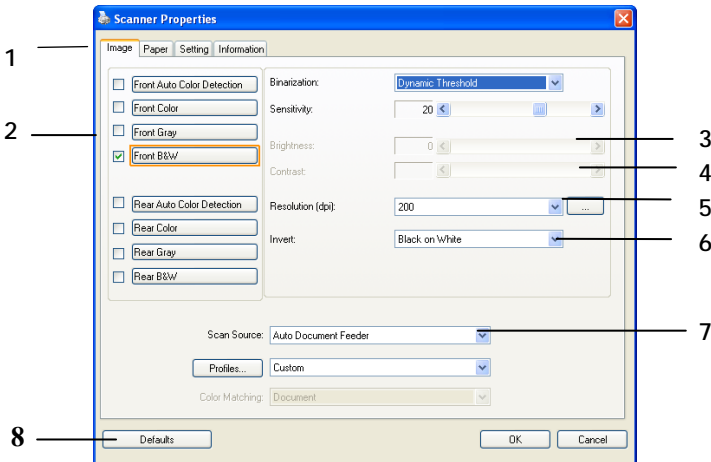 Scanner Properties
1
Image Paper Setting Information
Front Auto Color Detection
Binarization: Dynamic Threshold
Front Color
Sensitivity: 20
2
Front Gray
3
Front B&W
Brightness: 0
4
Contrast:
Rear Auto Color Detection
Resolution (dpi): 200 ...
5
Rear Color
Invert: Black on White
6
Rear Gray
Rear B&W
Scan Source: Auto Document Feeder
7
Profiles... Custom
Color Matching: Document
8
Defaults OK Cancel